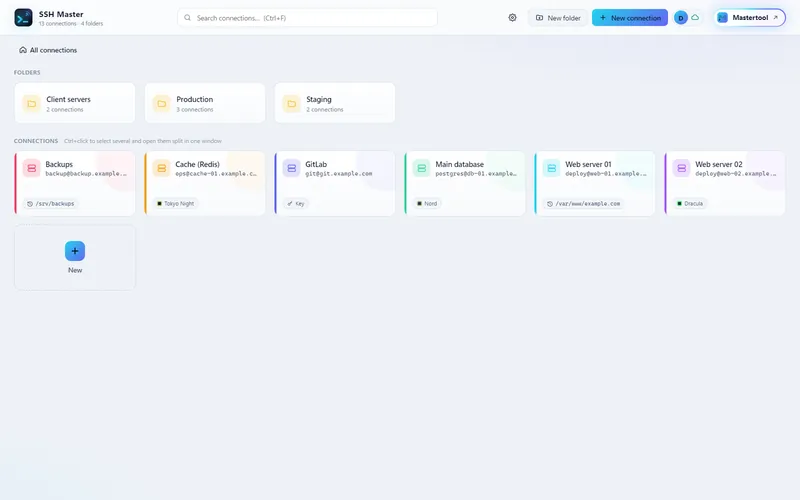 SSH Master
13 connections · 4 folders
Search connections... (Ctrl+F)
New folder
New connection
D
Mastertool
All connections
FOLDERS
Client servers
2 connections
Production
3 connections
Staging
2 connections
CONNECTIONS Ctrl+click to select several and open them split in one window
Backups
backup@backup.example....
/srv/backups
Cache (Redis)
ops@cache-01.example.c...
Tokyo Night
GitLab
git@git.example.com
Key
Main database
postgres@db-01.example...
Nord
Web server 01
deploy@web-01.example....
/var/www/example.com
Web server 02
deploy@web-02.example....
Dracula
New